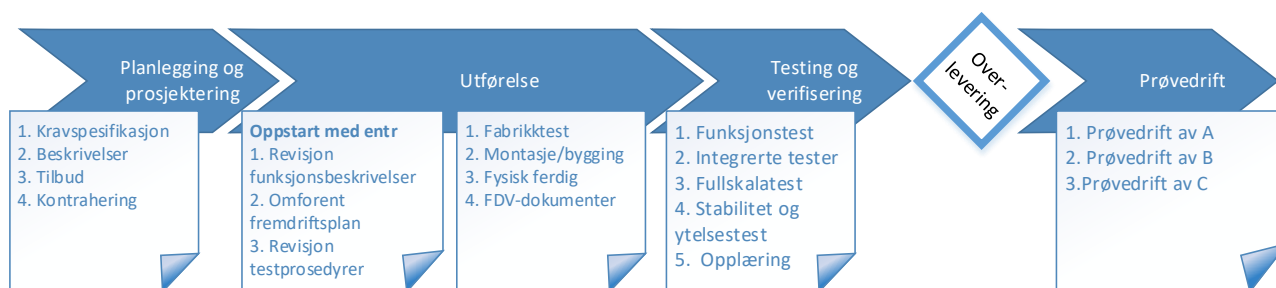 Planlegging og
prosjektering
1. Kravspesifikasjon
2. Beskrivelser
3. Tilbud
4. Kontrahering
Utførelse
Oppstart med entr
1. Revisjon
funksjonsbeskrivelser
2. Omforent
fremdriftsplan
3. Revisjon
testprosedyrer
1. Fabrikktest
2. Montasje/bygging
3. Fysisk ferdig
4. FDV-dokumenter
Testing og
verifisering
1. Funksjonstest
2. Integrerte tester
3. Fullskalatest
4. Stabilitet og
ytelsestest
5. Opplæring
Over-
levering
Prøvedrift
1. Prøvedrift av A
2. Prøvedrift av B
3.Prøvedrift av C